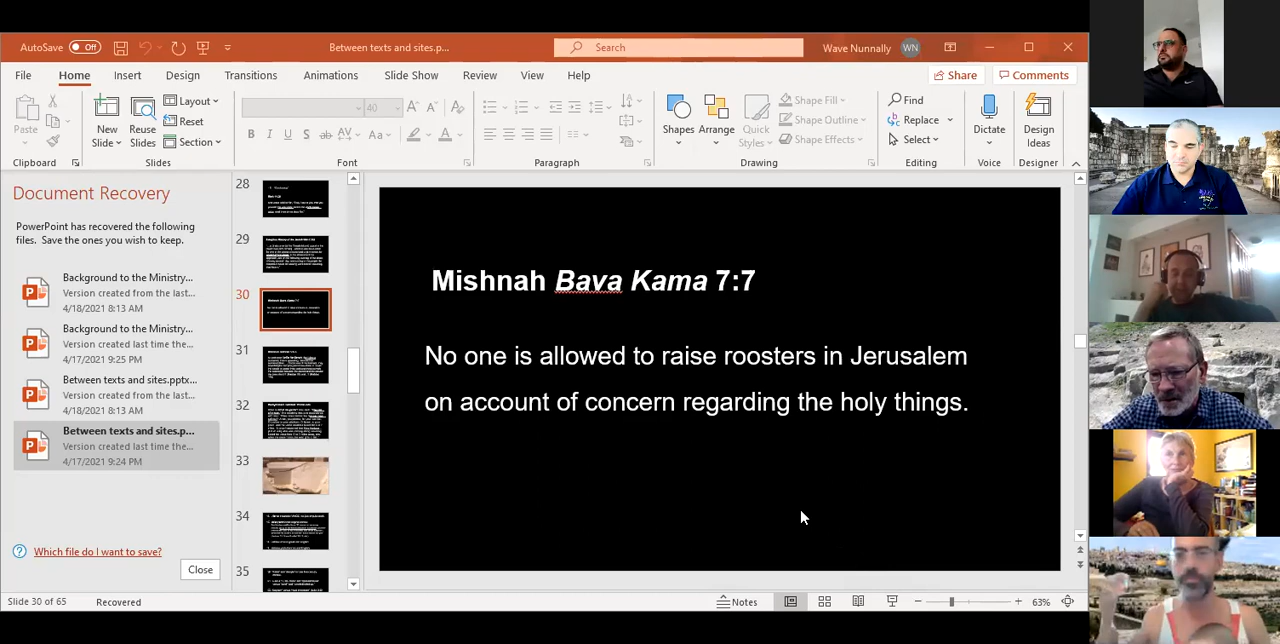 AutoSave Off
Between texts and sites.p...
Search
Wave Nunnally WN
File Home Insert Design Transitions Animations Slide Show Review View Help
Share Comments
Paste
New Slide
Reuse Slides
Layout
Reset
Section
40
B I U S ab AV Aa A
Shapes Arrange Quick Styles
Shape Fill
Shape Outline
Shape Effects
Find
Replace
Select
Dictate
Design Ideas
Clipboard Slides Font Paragraph Drawing Editing Voice Designer
Document Recovery
PowerPoint has recovered the following
files. Save the ones you wish to keep.
Background to the Ministry...
Version created from the last...
4/18/2021 8:13 AM
Background to the Ministry...
Version created last time the...
4/17/2021 9:25 PM
Between texts and sites.pptx...
Version created from the last...
4/18/2021 8:13 AM
Between texts and sites.p...
Version created last time the...
4/17/2021 9:24 PM
Which file do I want to save?
Close
28
29
30
31
32
33
34
35
Mishnah Bava Kama 7:7
No one is allowed to raise roosters in Jerusalem
on account of concern regarding the holy things.
Slide 30 of 65 Recovered
Notes
63%